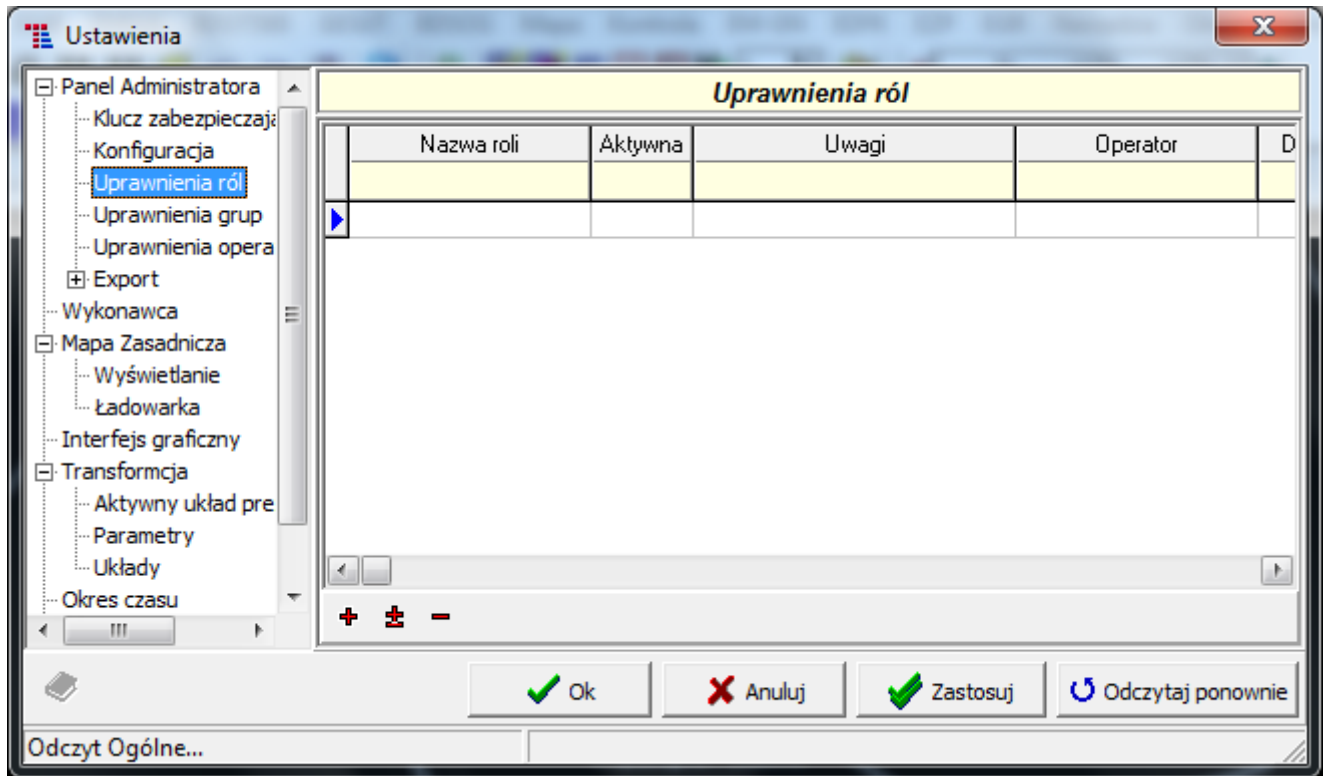 Ustawienia
Panel Administratora
Klucz zabezpieczają
Konfiguracja
Uprawnienia ról
Uprawnienia grup
Uprawnienia opera
Export
Wykonawca
Mapa Zasadnicza
Wyświetlanie
Ładowarka
Interfejs graficzny
Transformcja
Aktywny układ pre
Parametry
Układy
Okres czasu
Uprawnienia ról
Nazwa roli Aktywna Uwagi Operator D
Ok Anuluj Zastosuj Odczytaj ponownie
Odczyt Ogólne...